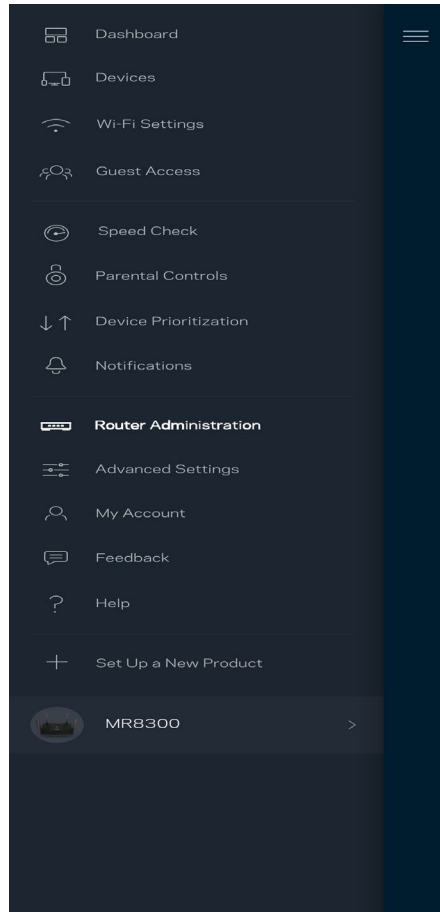 Dashboard
Devices
Wi-Fi Settings
Guest Access
Speed Check
Parental Controls
Device Prioritization
Notifications
Router Administration
Advanced Settings
My Account
Feedback
Help
Set Up a New Product
MR8300